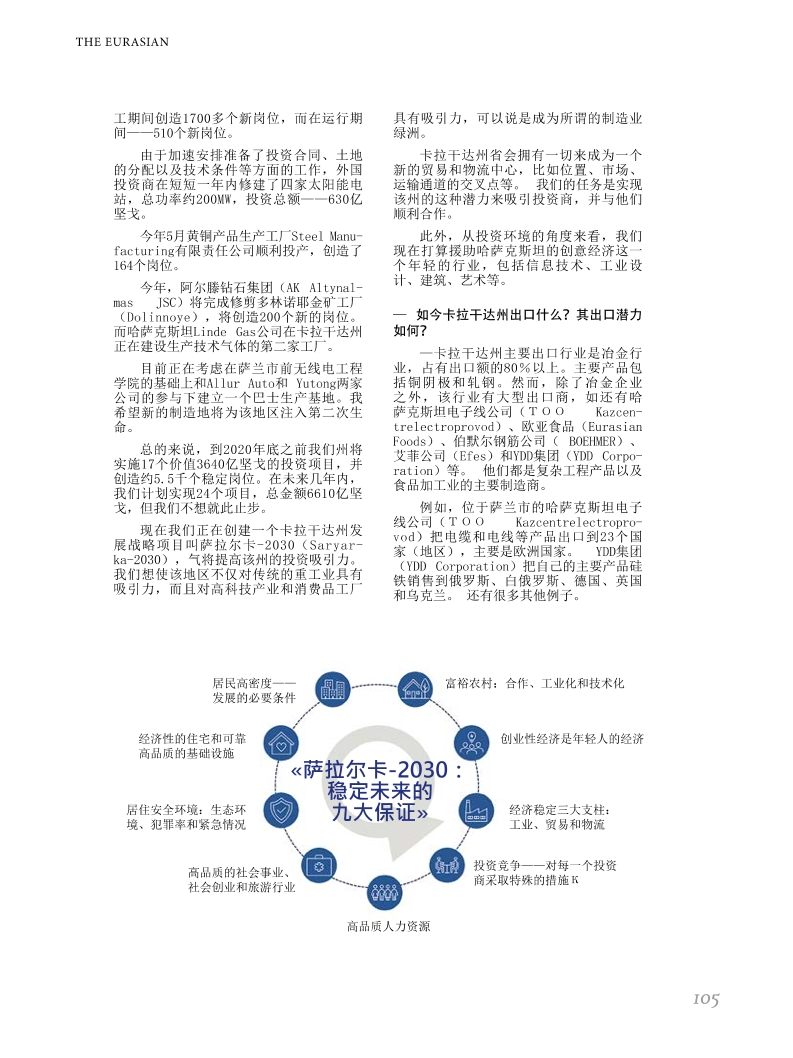 THE EURASIAN
工期间创造1700多个新岗位，而在运行期
间——510个新岗位。
由于加速安排准备了投资合同、土地
的分配以及技术条件等方面的工作，外国
投资商在短短一年内修建了四家太阳能电
站，总功率约200MW，投资总额——630亿
坚戈。
今年5月黄铜产品生产工厂Steel Manu-
facturing有限责任公司顺利投产，创造了
164个岗位。
今年，阿尔滕钻石集团（AK Altynal-
mas JSC）将完成修剪多林诺耶金矿工厂
（Dolinnoye），将创造200个新的岗位。
而哈萨克斯坦Linde Gas公司在卡拉干达州
正在建设生产技术气体的第二家工厂。
目前正在考虑在萨兰市前无线电工程
学院的基础上和Allur Auto和 Yutong两家
公司的参与下建立一个巴士生产基地。我
希望新的制造地将为该地区注入第二次生
命。
总的来说，到2020年底之前我们州将
实施17个价值3640亿坚戈的投资项目，并
创造约5.5千个稳定岗位。在未来几年内，
我们计划实现24个项目，总金额6610亿坚
戈，但我们不想就此止步。
现在我们正在创建一个卡拉干达州发
展战略项目叫萨拉尔卡-2030（Saryar-
ka-2030），气将提高该州的投资吸引力。
我们想使该地区不仅对传统的重工业具有
吸引力，而且对高科技产业和消费品工厂
具有吸引力，可以说是成为所谓的制造业
绿洲。
卡拉干达州省会拥有一切来成为一个
新的贸易和物流中心，比如位置、市场、
运输通道的交叉点等。 我们的任务是实现
该州的这种潜力来吸引投资商，并与他们
顺利合作。
此外，从投资环境的角度来看，我们
现在打算援助哈萨克斯坦的创意经济这一
个年轻的行业，包括信息技术、工业设
计、建筑、艺术等。
— 如今卡拉干达州出口什么？其出口潜力
如何？
—卡拉干达州主要出口行业是冶金行
业，占有出口额的80%以上。主要产品包
括铜阴极和轧钢。然而，除了冶金企业
之外，该行业有大型出口商，如还有哈
萨克斯坦电子线公司（ＴＯＯ Kazcen-
trelectroprovod）、欧亚食品（Eurasian
Foods）、伯默尔钢筋公司（ BOEHMER）、
艾菲公司（Efes）和YDD集团（YDD Corpo-
ration）等。 他们都是复杂工程产品以及
食品加工业的主要制造商。
例如，位于萨兰市的哈萨克斯坦电子
线公司（ＴＯＯ Kazcentrelectropro-
vod）把电缆和电线等产品出口到23个国
家（地区），主要是欧洲国家。 YDD集团
（YDD Corporation）把自己的主要产品硅
铁销售到俄罗斯、白俄罗斯、德国、英国
和乌克兰。 还有很多其他例子。
居民高密度——
发展的必要条件
富裕农村：合作、工业化和技术化
经济性的住宅和可靠
高品质的基础设施
创业性经济是年轻人的经济
«萨拉尔卡-2030：
稳定未来的
九大保证»
居住安全环境：生态环
境、犯罪率和紧急情况
经济稳定三大支柱：
工业、贸易和物流
高品质的社会事业、
社会创业和旅游行业
投资竞争——对每一个投资
商采取特殊的措施К
高品质人力资源
105